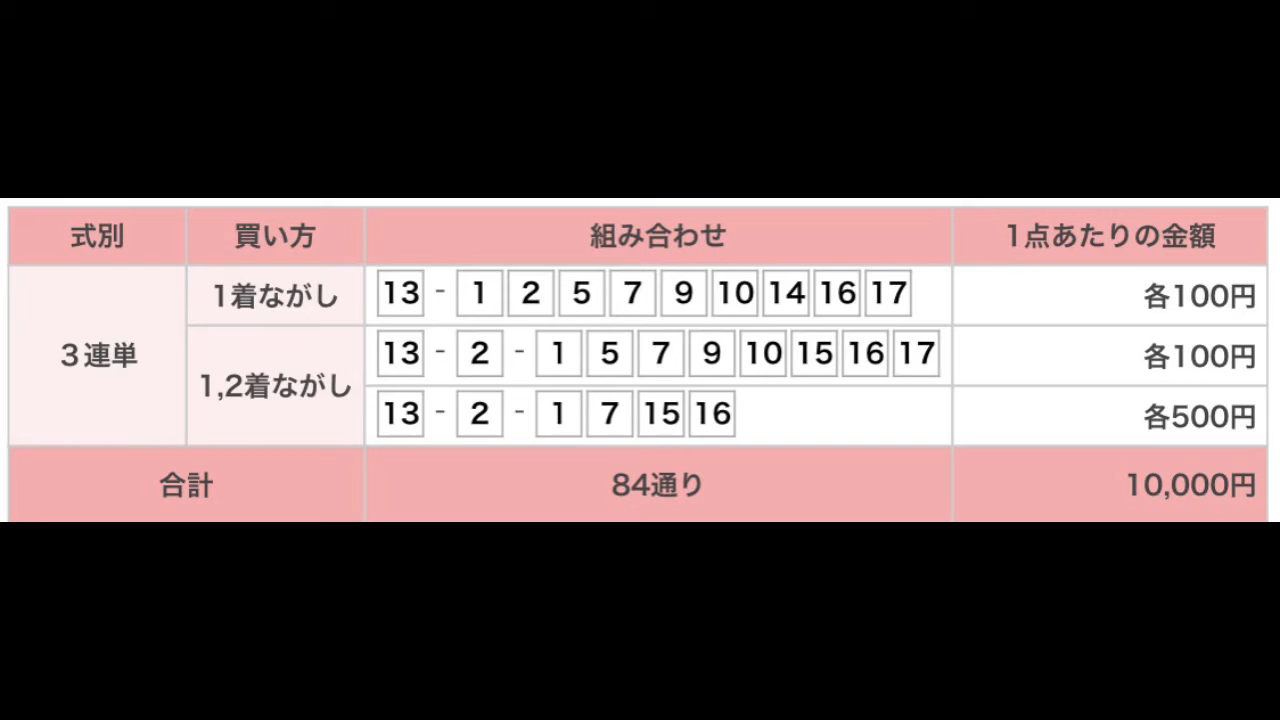 式別 買い方 組み合わせ 1点あたりの金額
3連単 1着ながし 13 - 1 2 5 7 9 10 14 16 17 各100円
1,2着ながし 13 - 2 - 1 5 7 9 10 15 16 17 各100円
13 - 2 - 1 7 15 16 各500円
合計 84通り 10,000円